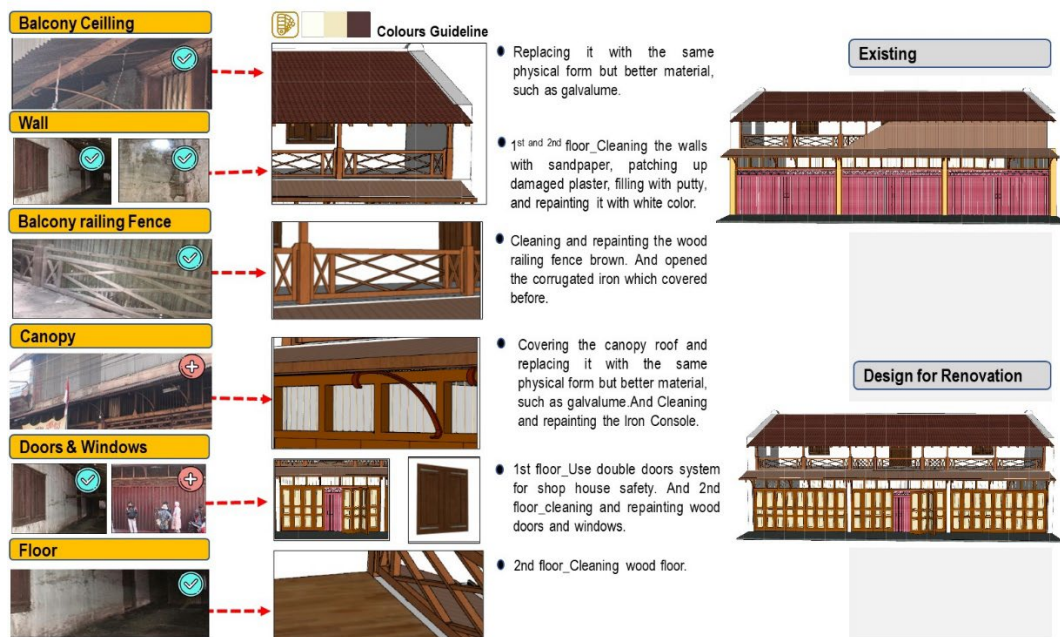 Balcony Ceilling
Colours Guideline
Replacing it with the same
physical form but better material,
such as galvalume.
Existing
Wall
1st and 2nd floor_Cleaning the walls
with sandpaper, patching up
damaged plaster, filling with putty,
and repainting it with white color.
Balcony railing Fence
Cleaning and repainting the wood
railing fence brown. And opened
the corrugated iron which covered
before.
Canopy
Covering the canopy roof and
replacing it with the same
physical form but better material,
such as galvalume.And Cleaning
and repainting the Iron Console.
Design for Renovation
Doors & Windows
1st floor_Use double doors system
for shop house safety. And 2nd
floor_cleaning and repainting wood
doors and windows.
Floor
2nd floor_Cleaning wood floor.